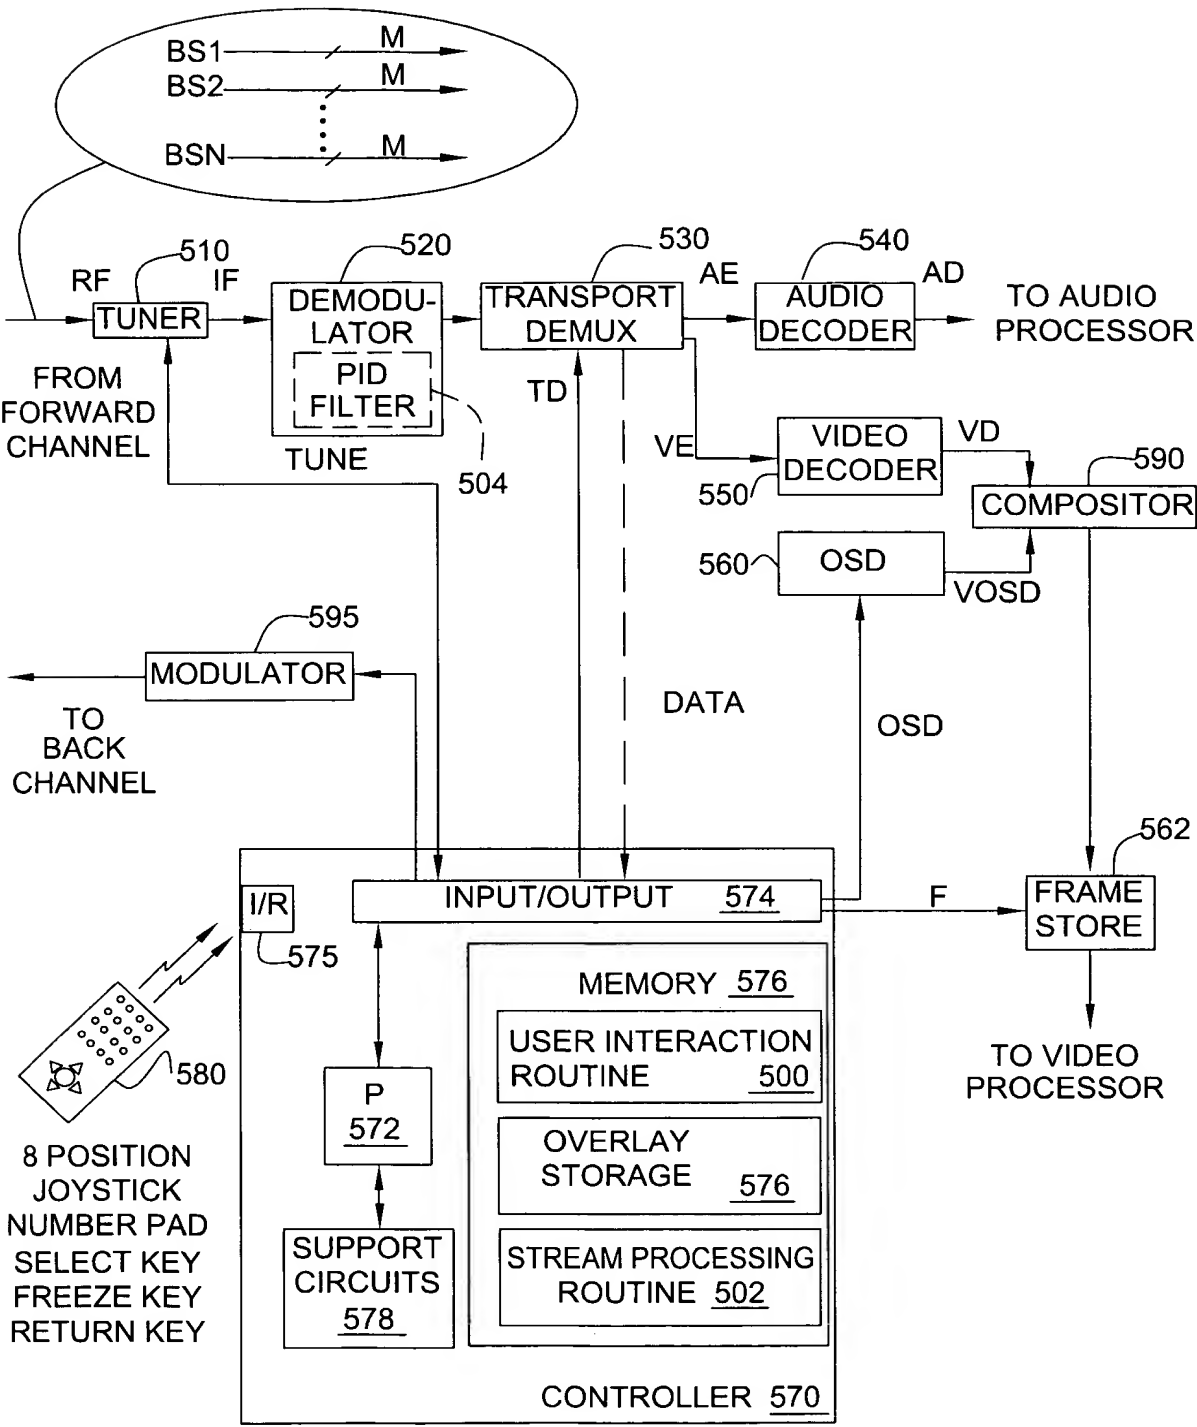 BS1 M
BS2 M
BSN M
RF
510
IF
520
530
540
AE
AD
TUNER
DEMODU-
LATOR
PID
FILTER
504
TRANSPORT
DEMUX
AUDIO
DECODER
TO AUDIO
PROCESSOR
FROM
FORWARD
CHANNEL
TUNE
TD
VE
VIDEO
DECODER
550
VD
590
COMPOSITOR
560
OSD
VOSD
595
MODULATOR
TO
BACK
CHANNEL
DATA
OSD
562
FRAME
STORE
F
TO VIDEO
PROCESSOR
I/R
575
INPUT/OUTPUT 574
MEMORY 576
USER INTERACTION
ROUTINE 500
OVERLAY
STORAGE 576
STREAM PROCESSING
ROUTINE 502
P
572
SUPPORT
CIRCUITS
578
CONTROLLER 570
580
8 POSITION
JOYSTICK
NUMBER PAD
SELECT KEY
FREEZE KEY
RETURN KEY